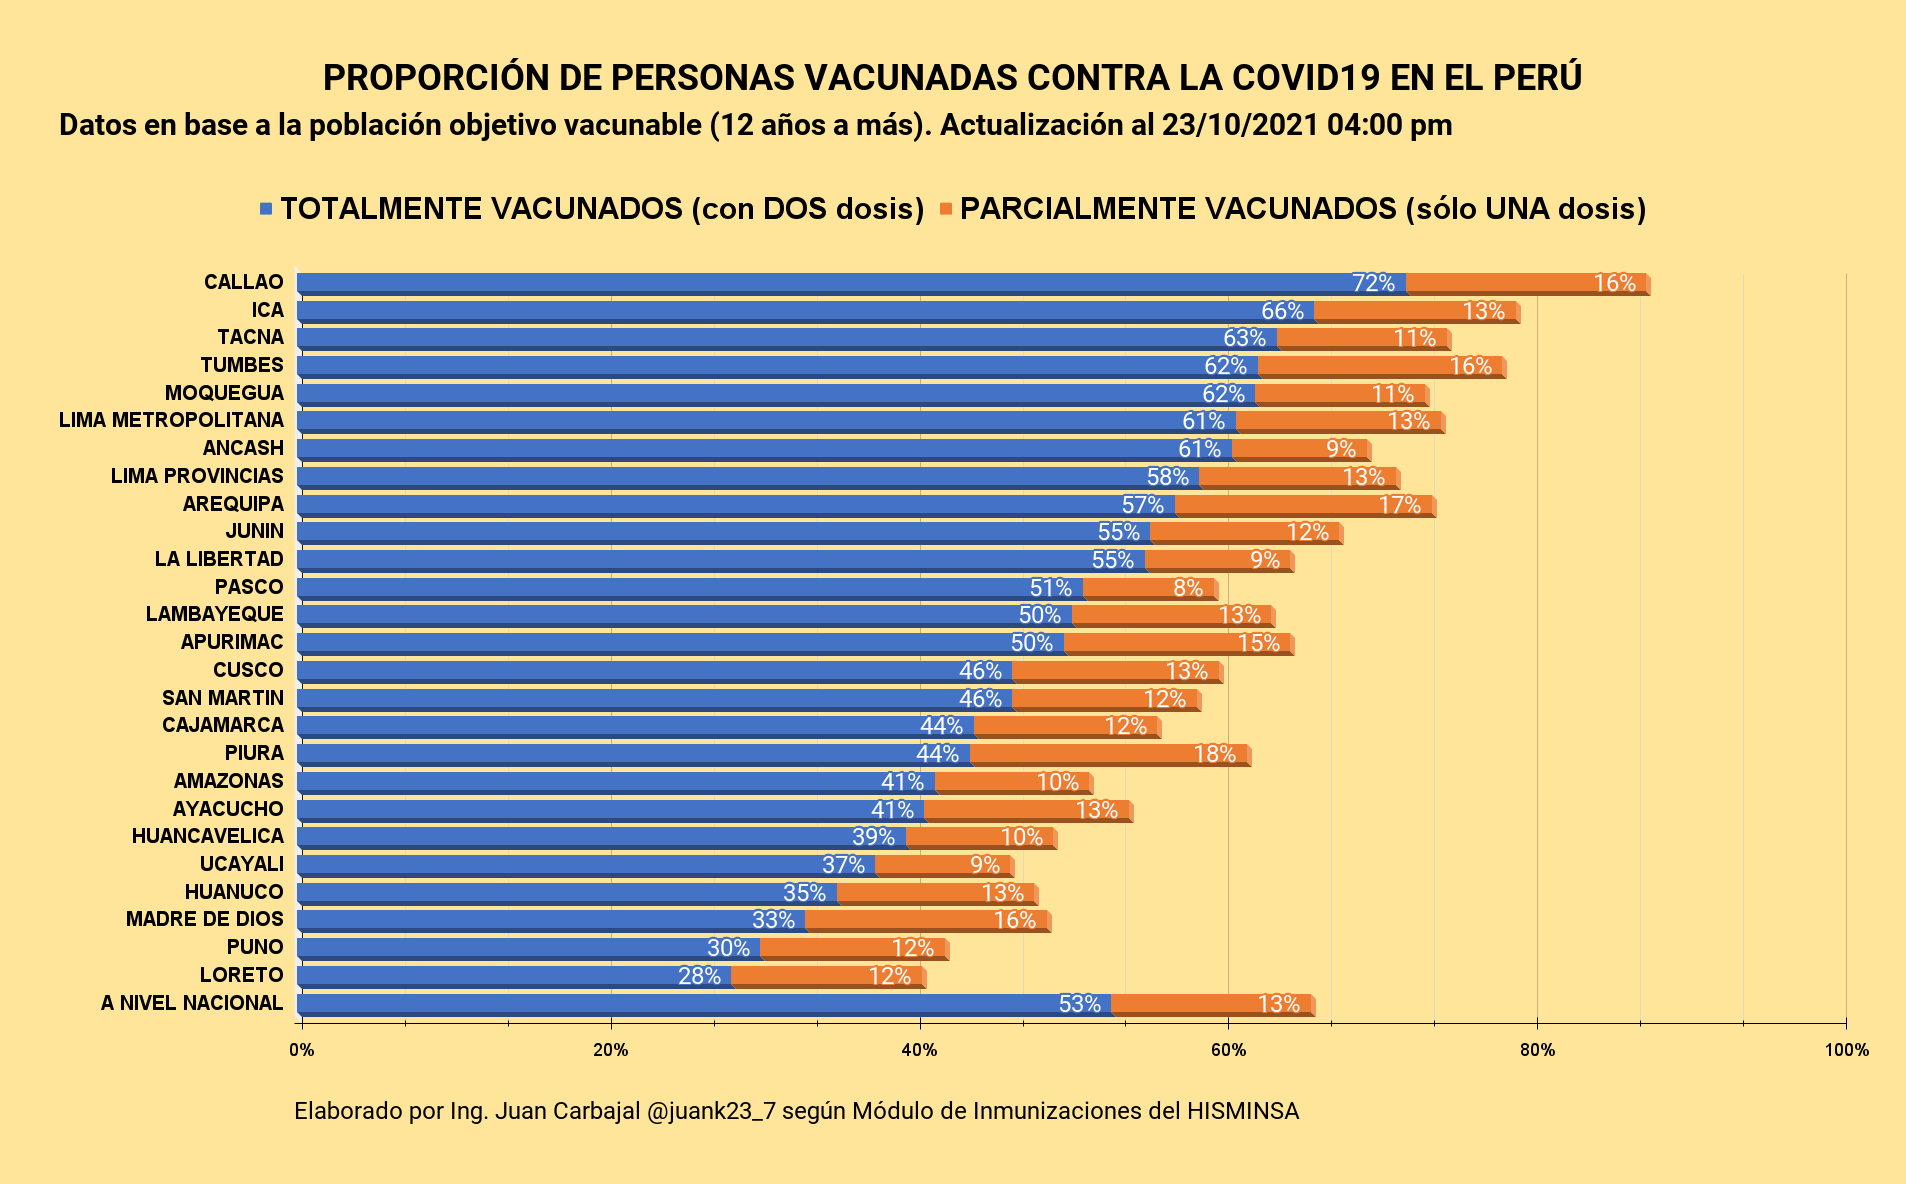 PROPORCIÓN DE PERSONAS VACUNADAS CONTRA LA COVID19 EN EL PERÚ
Datos en base a la población objetivo vacunable (12 años a más). Actualización al 23/10/2021 04:00 pm
TOTALMENTE VACUNADOS (con DOS dosis) PARCIALMENTE VACUNADOS (sólo UNA dosis)
CALLAO 72% 16%
ICA 66% 13%
TACNA 63% 11%
TUMBES 62% 16%
MOQUEGUA 62% 11%
LIMA METROPOLITANA 61% 13%
ANCASH 61% 9%
LIMA PROVINCIAS 58% 13%
AREQUIPA 57% 17%
JUNIN 55% 12%
LA LIBERTAD 55% 9%
PASCO 51% 8%
LAMBAYEQUE 50% 13%
APURIMAC 50% 15%
CUSCO 46% 13%
SAN MARTIN 46% 12%
CAJAMARCA 44% 12%
PIURA 44% 18%
AMAZONAS 41% 10%
AYACUCHO 41% 13%
HUANCAVELICA 39% 10%
UCAYALI 37% 9%
HUANUCO 35% 13%
MADRE DE DIOS 33% 16%
PUNO 30% 12%
LORETO 28% 12%
A NIVEL NACIONAL 53% 13%
0% 20% 40% 60% 80% 100%
Elaborado por Ing. Juan Carbajal @juank23_7 según Módulo de Inmunizaciones del HISMINSA